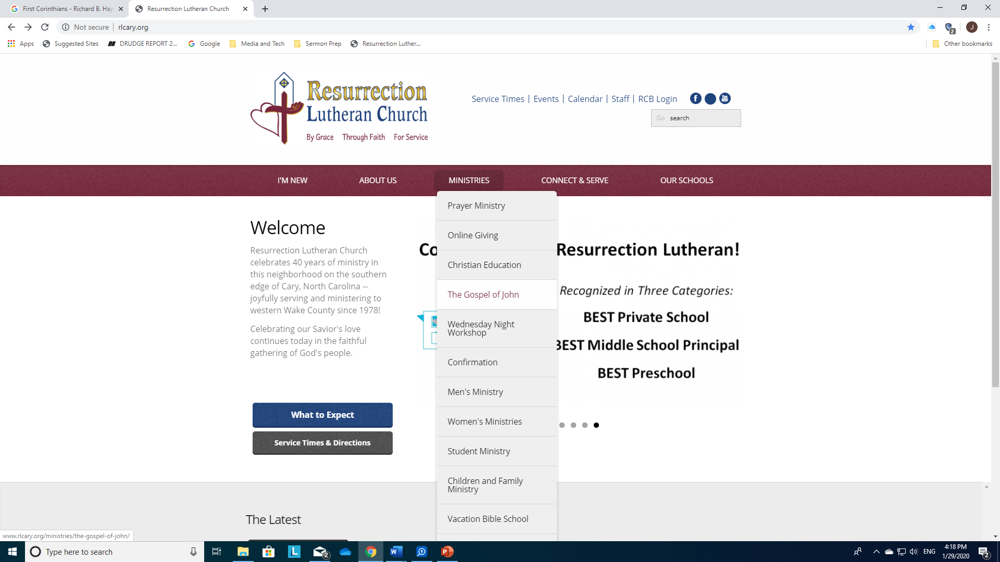 First Corinthians - Richard B. Hay
Resurrection Lutheran Church
Not secure
rlcary.org
J
2
Apps
Suggested Sites
DR
DRUDGE REPORT 2...
Google
Media and Tech
Sermon Prep
Resurrection Luther...
Other bookmarks
Resurrection
Lutheran Church
By Grace Through Faith For Service
Service Times | Events | Calendar | Staff | RCB Login
f
You
Go search
I'M NEW
ABOUT US
MINISTRIES
CONNECT & SERVE
OUR SCHOOLS
Prayer Ministry
Online Giving
Christian Education
The Gospel of John
Wednesday Night
Workshop
Confirmation
Men's Ministry
Women's Ministries
Student Ministry
Children and Family
Ministry
Vacation Bible School
Welcome
Resurrection Lutheran Church
celebrates 40 years of ministry in
this neighborhood on the southern
edge of Cary, North Carolina --
joyfully serving and ministering to
western Wake County since 1978!
Celebrating our Savior's love
continues today in the faithful
gathering of God's people.
What to Expect
Service Times & Directions
Co
Resurrection Lutheran!
Recognized in Three Categories:
BEST Private School
BEST Middle School Principal
BEST Preschool
The Latest
www.rlcary.org/ministries/the-gospel-of-john/
Type here to search
L
2
W
P
ENG
4:18 PM
1/29/2020
2